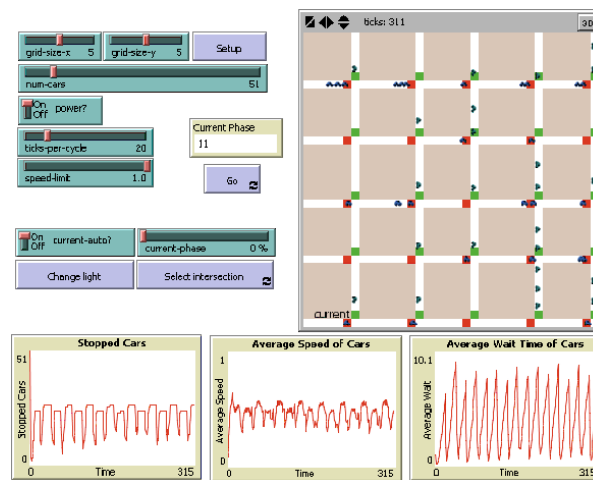 ticks: 311
3D
grid-size-x 5
grid-size-y 5
Setup
num-cars 51
On
Off
power?
Current Phase
11
ticks-per-cycle 20
speed-limit 1.0
Go
On
Off
current-auto?
current-phase 0 %
Change light
Select intersection
current
Stopped Cars
51
Stopped Cars
0
0 Time 315
Average Speed of Cars
1
Average Speed
0
0 Time 315
Average Wait Time of Cars
10.1
Average Wait
0
0 Time 315